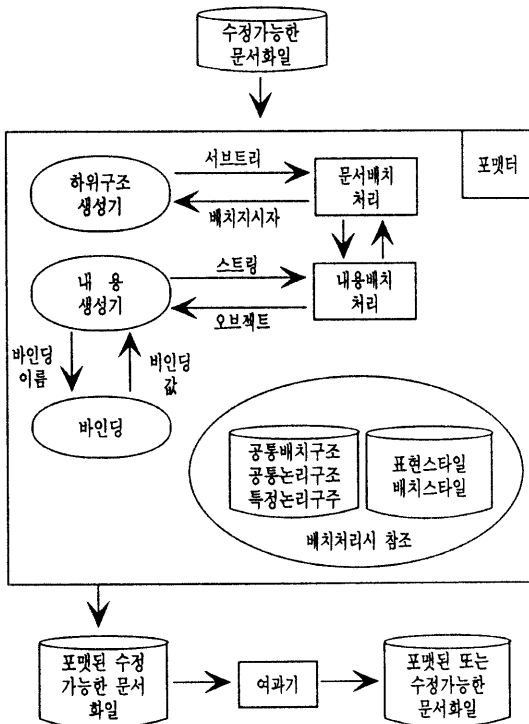 수정가능한
문서화일
포맷터
서브트리
하위구조
생성기
문서배치
처리
배치지시자
스트링
내 용
생성기
내용배치
처리
오브젝트
바인딩
이름
바인딩
값
바인딩
공통배치구조
공통논리구조
특정논리구주
표현스타일
배치스타일
배치처리시 참조
포맷된 수정
가능한 문서
화일
여과기
포맷된 또는
수정가능한
문서화일